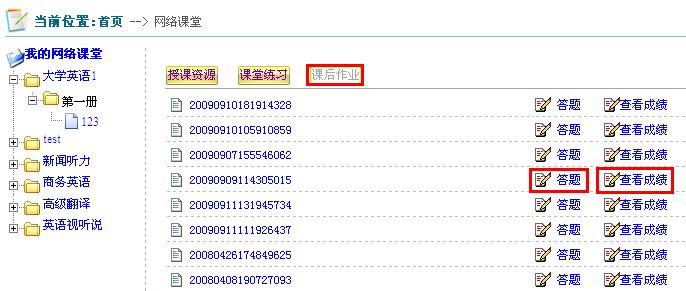 当前位置:首页 --> 网络课堂
我的网络课堂
大学英语1
第一册
123
test
新闻听力
商务英语
高级翻译
英语视听说
授课资源 课堂练习 课后作业
20090910181914328 答题 查看成绩
20090910105910859 答题 查看成绩
20090907155546062 答题 查看成绩
20090909114305015 答题 查看成绩
20090911131945734 答题 查看成绩
20090911111926437 答题 查看成绩
20080426174849625 答题 查看成绩
20080408190727093 答题 查看成绩